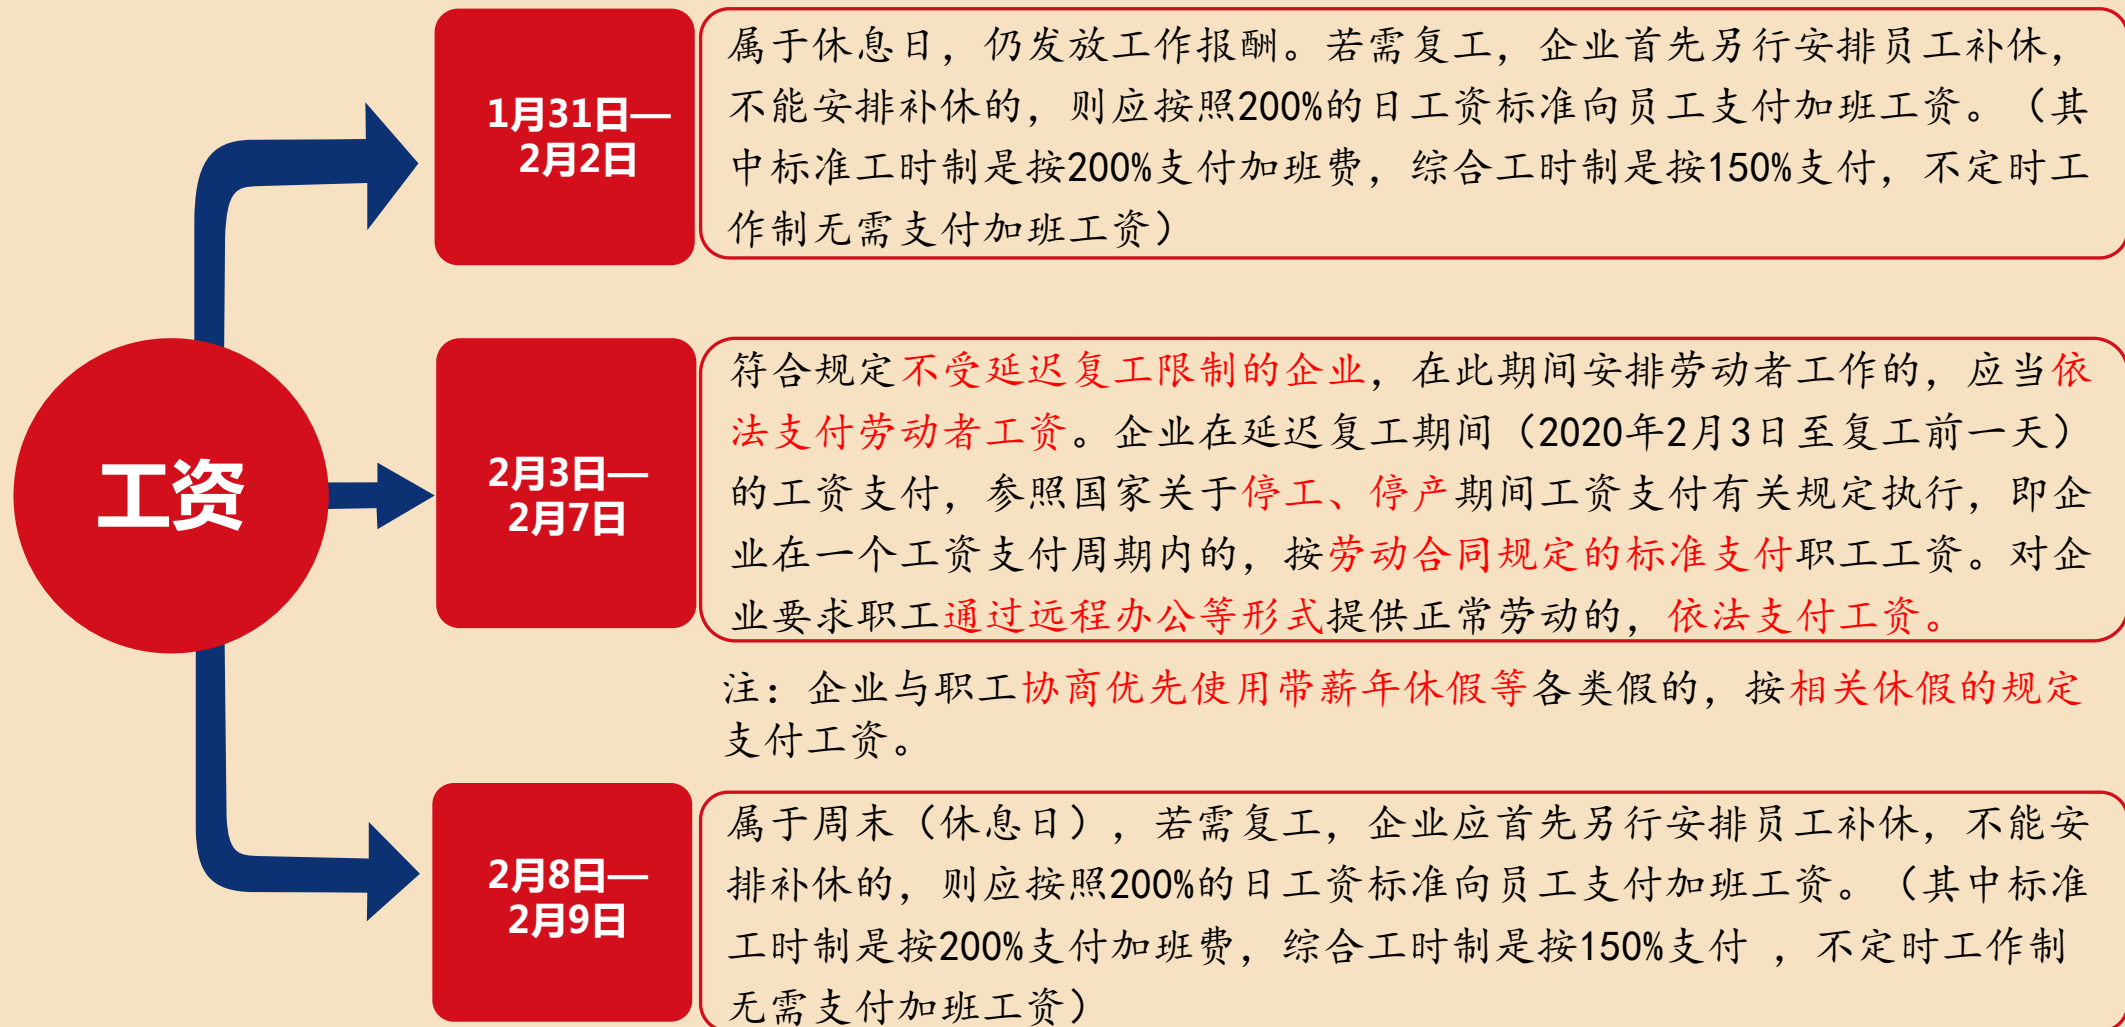 工资
1月31日—
2月2日
属于休息日，仍发放工作报酬。若需复工，企业首先另行安排员工补休，
不能安排补休的，则应按照200%的日工资标准向员工支付加班工资。（其
中标准工时制是按200%支付加班费，综合工时制是按150%支付，不定时工
作制无需支付加班工资）
2月3日—
2月7日
符合规定不受延迟复工限制的企业，在此期间安排劳动者工作的，应当依
法支付劳动者工资。企业在延迟复工期间（2020年2月3日至复工前一天）
的工资支付，参照国家关于停工、停产期间工资支付有关规定执行，即企
业在一个工资支付周期内的，按劳动合同规定的标准支付职工工资。对企
业要求职工通过远程办公等形式提供正常劳动的，依法支付工资。
注：企业与职工协商优先使用带薪年休假等各类假的，按相关休假的规定
支付工资。
2月8日—
2月9日
属于周末（休息日），若需复工，企业应首先另行安排员工补休，不能安
排补休的，则应按照200%的日工资标准向员工支付加班工资。（其中标准
工时制是按200%支付加班费，综合工时制是按150%支付 ，不定时工作制
无需支付加班工资）